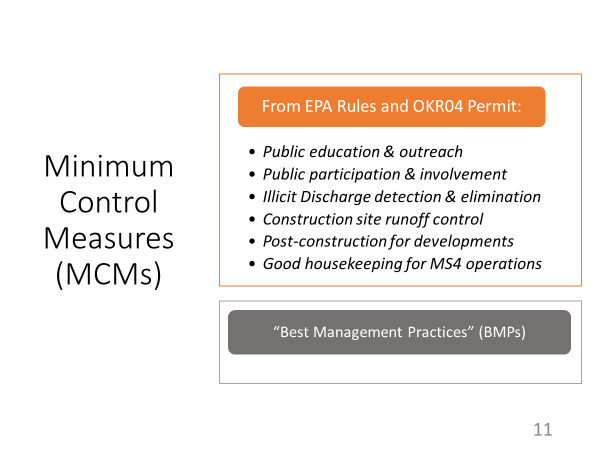 Minimum
Control
Measures
(MCMs)
From EPA Rules and OKR04 Permit:
• Public education & outreach
• Public participation & involvement
• Illicit Discharge detection & elimination
• Construction site runoff control
• Post-construction for developments
• Good housekeeping for MS4 operations
“Best Management Practices” (BMPs)
11